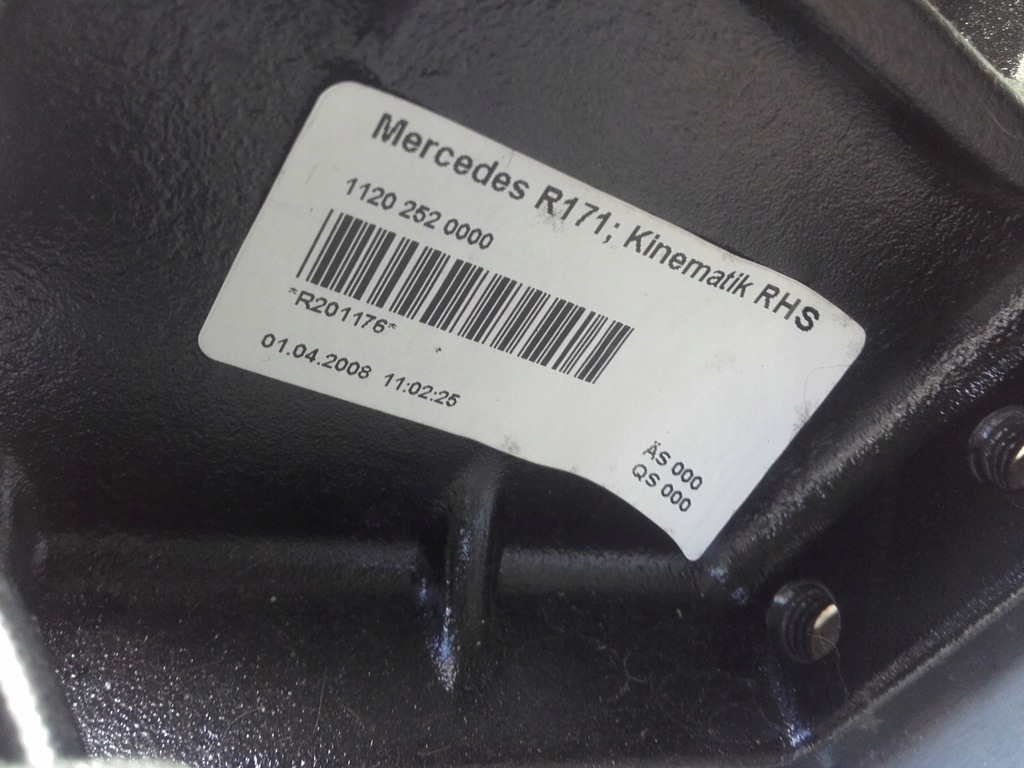 Mercedes R171; Kinematik RHS
1120 252 0000
*R201176*
01.04.2008 11:02:25
ÄS 000
QS 000